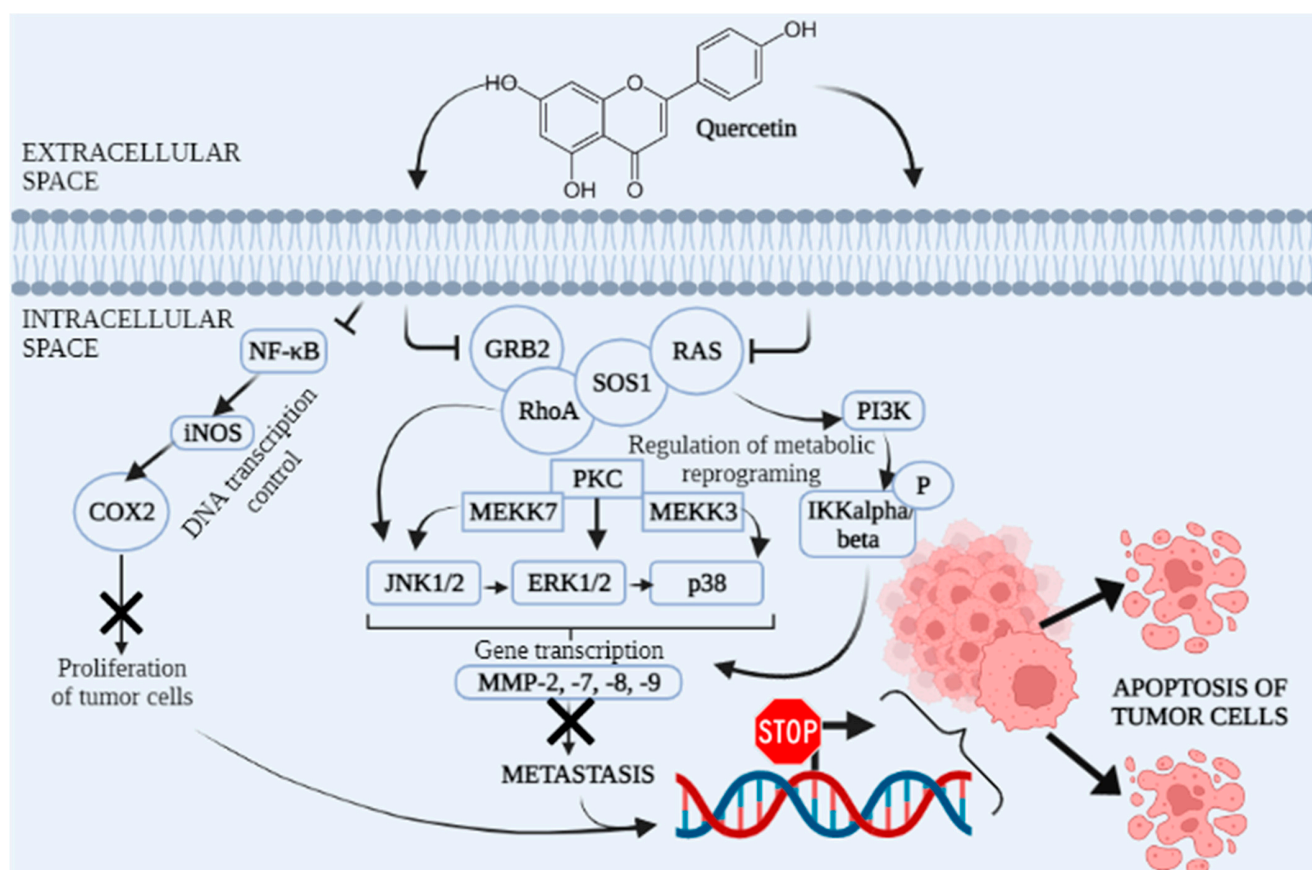 OH
HO
O
Quercetin
OH
O
EXTRACELLULAR
SPACE
INTRACELLULAR
SPACE
NF-κB
iNOS
COX2
DNA transcription
control
Proliferation
of tumor cells
GRB2
RhoA
SOS1
RAS
PI3K
Regulation of metabolic
reprograming
P
IKKalpha/
beta
PKC
MEKK7
MEKK3
JNK1/2
ERK1/2
p38
Gene transcription
MMP-2, -7, -8, -9
METASTASIS
STOP
APOPTOSIS OF
TUMOR CELLS